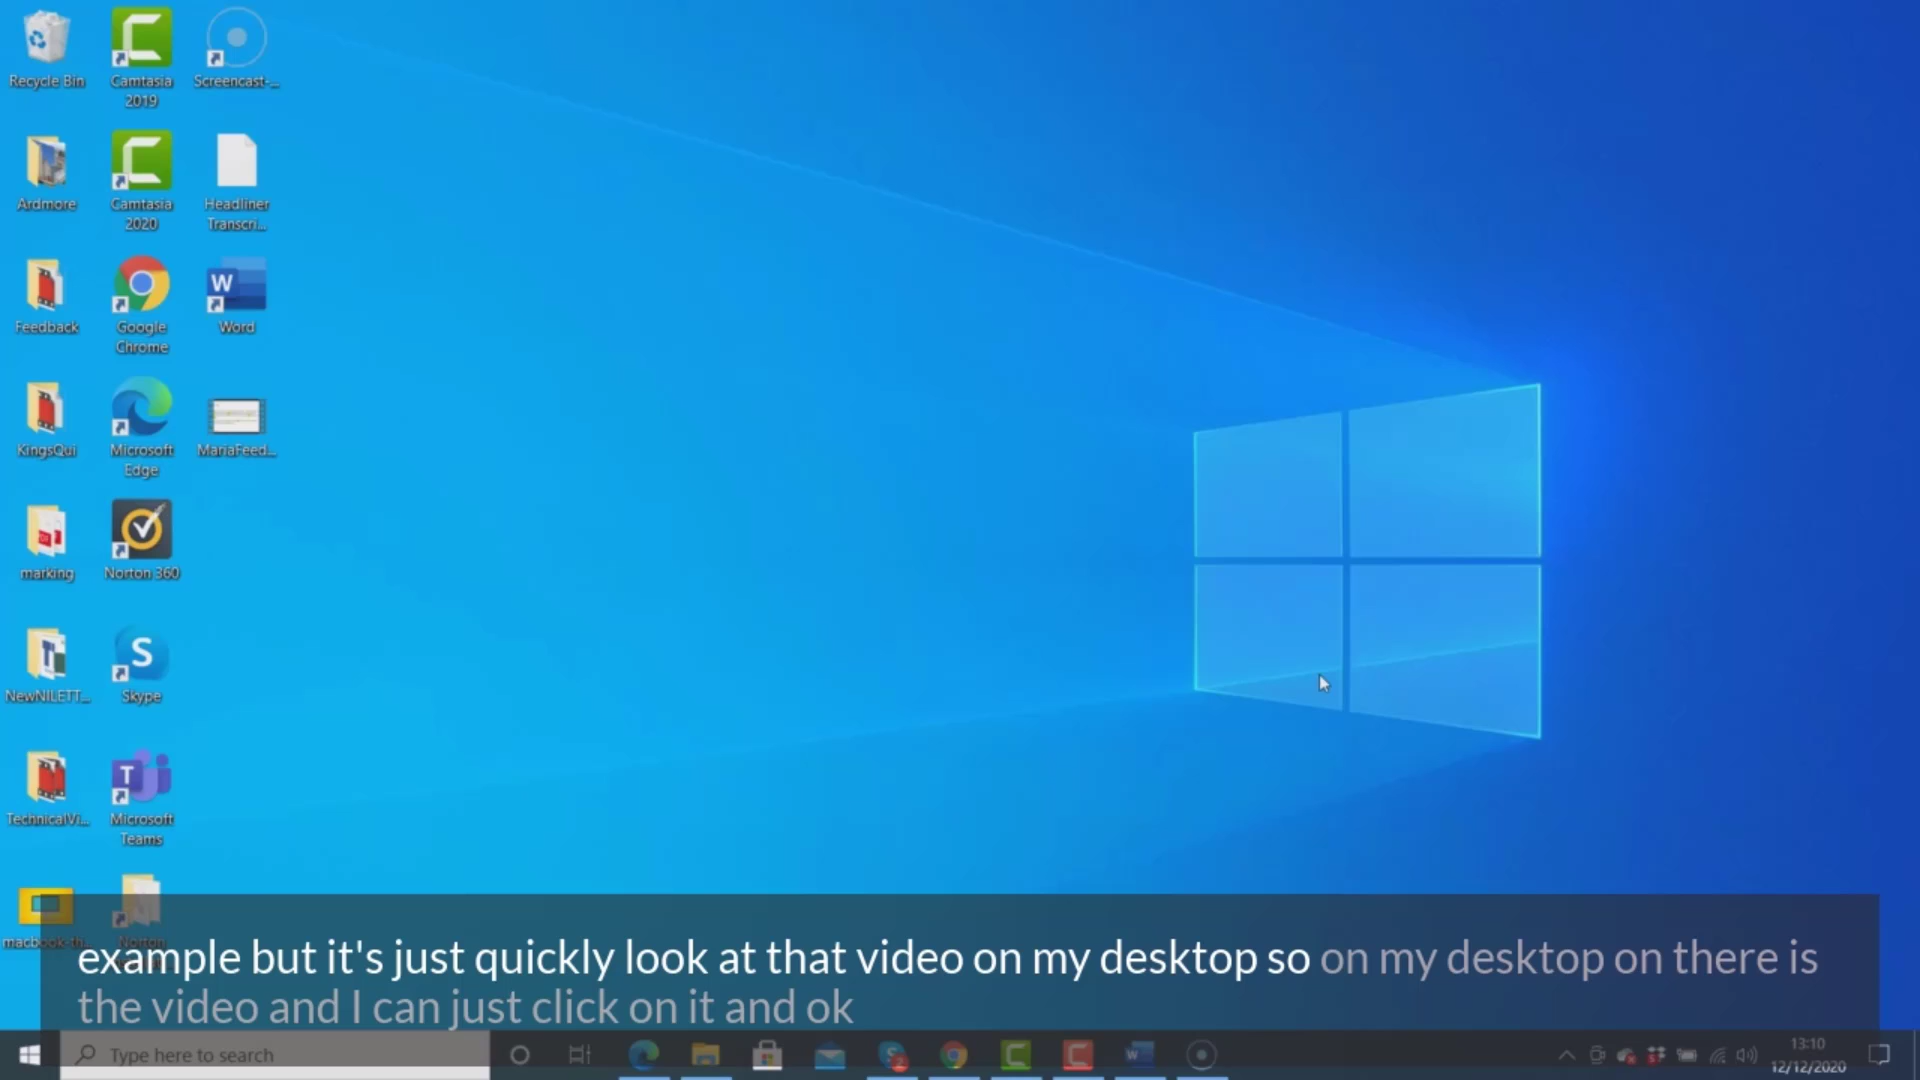 Recycle Bin
Camtasia
2019
Screencast-...
Ardmore
Camtasia
2020
Headliner
Transcri...
Feedback
Google
Chrome
Word
KingsQui
Microsoft
Edge
MariaFeed...
marking
Norton 360
NewNILETT...
Skype
TechnicalVi...
Microsoft
Teams
macbook-th...
Norton
example but it's just quickly look at that video on my desktop so on my desktop on there is
the video and I can just click on it and ok
Type here to search
13:10
12/12/2020